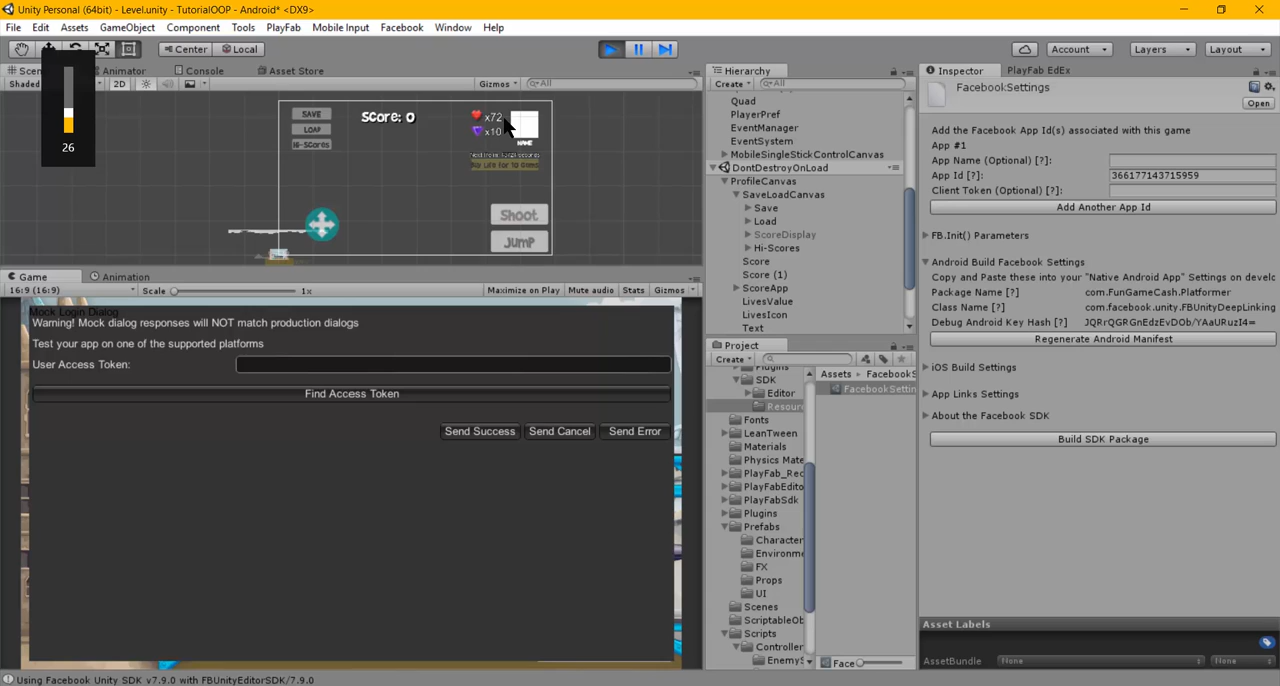 Unity Personal (64bit) - Level.unity - TutorialOOP - Android* <DX9>
File Edit Assets GameObject Component Tools PlayFab Mobile Input Facebook Window Help
Center Local Account Layers Layout
Animator Console Asset Store
Shaded 2D Gizmos All
26
SAVE
LOAD
Hi-Scores
Score: 0
x72
x10
NAME
Shoot
Jump
Game Animation
16:9 (16:9) Scale 1x Maximize on Play Mute audio Stats Gizmos
Mock Login Dialog
Warning! Mock dialog responses will NOT match production dialogs
Test your app on one of the supported platforms
User Access Token:
Find Access Token
Send Success Send Cancel Send Error
Using Facebook Unity SDK v7.9.0 with FBUnityEditorSDK/7.9.0
Hierarchy
Create All
Quad
PlayerPref
EventManager
EventSystem
MobileSingleStickControlCanvas
DontDestroyOnLoad
ProfileCanvas
SaveLoadCanvas
Save
Load
ScoreDisplay
Hi-Scores
Score
Score (1)
ScoreApp
LivesValue
LivesIcon
Text
Project
Create
Plugins
SDK
Editor
Resour
Fonts
LeanTween
Materials
Physics Mate
PlayFab_Rec
PlayFabEdito
PlayFabSdk
Plugins
Prefabs
Character
Environme
FX
Props
UI
Scenes
ScriptableOb
Scripts
Controller
EnemyS
Assets Facebook
FacebookSettin
Face
Inspector PlayFab EdEx
FacebookSettings
Open
Add the Facebook App Id(s) associated with this game
App #1
App Name (Optional) [?]:
App Id [?]: 366177143715959
Client Token (Optional) [?]:
Add Another App Id
FB.Init() Parameters
Android Build Facebook Settings
Copy and Paste these into your "Native Android App" Settings on develo
Package Name [?] com.FunGameCash.Platformer
Class Name [?] com.facebook.unity.FBUnityDeepLinking
Debug Android Key Hash [?] JQRrQGRGnEdzEvDOb/YAaURuzI4=
Regenerate Android Manifest
iOS Build Settings
App Links Settings
About the Facebook SDK
Build SDK Package
Asset Labels
AssetBundle None None